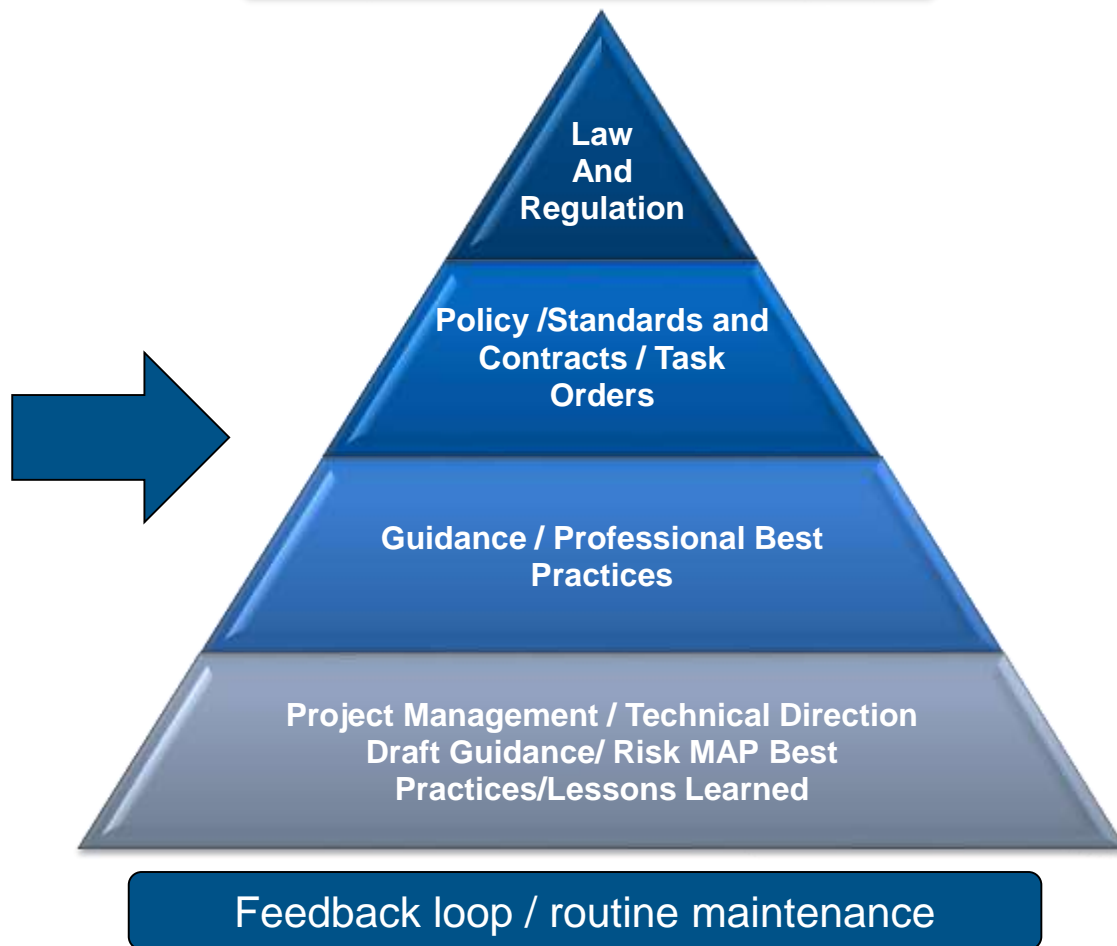 Law
And
Regulation
Policy /Standards and
Contracts / Task
Orders
Guidance / Professional Best
Practices
Project Management / Technical Direction
Draft Guidance/ Risk MAP Best
Practices/Lessons Learned
Feedback loop / routine maintenance